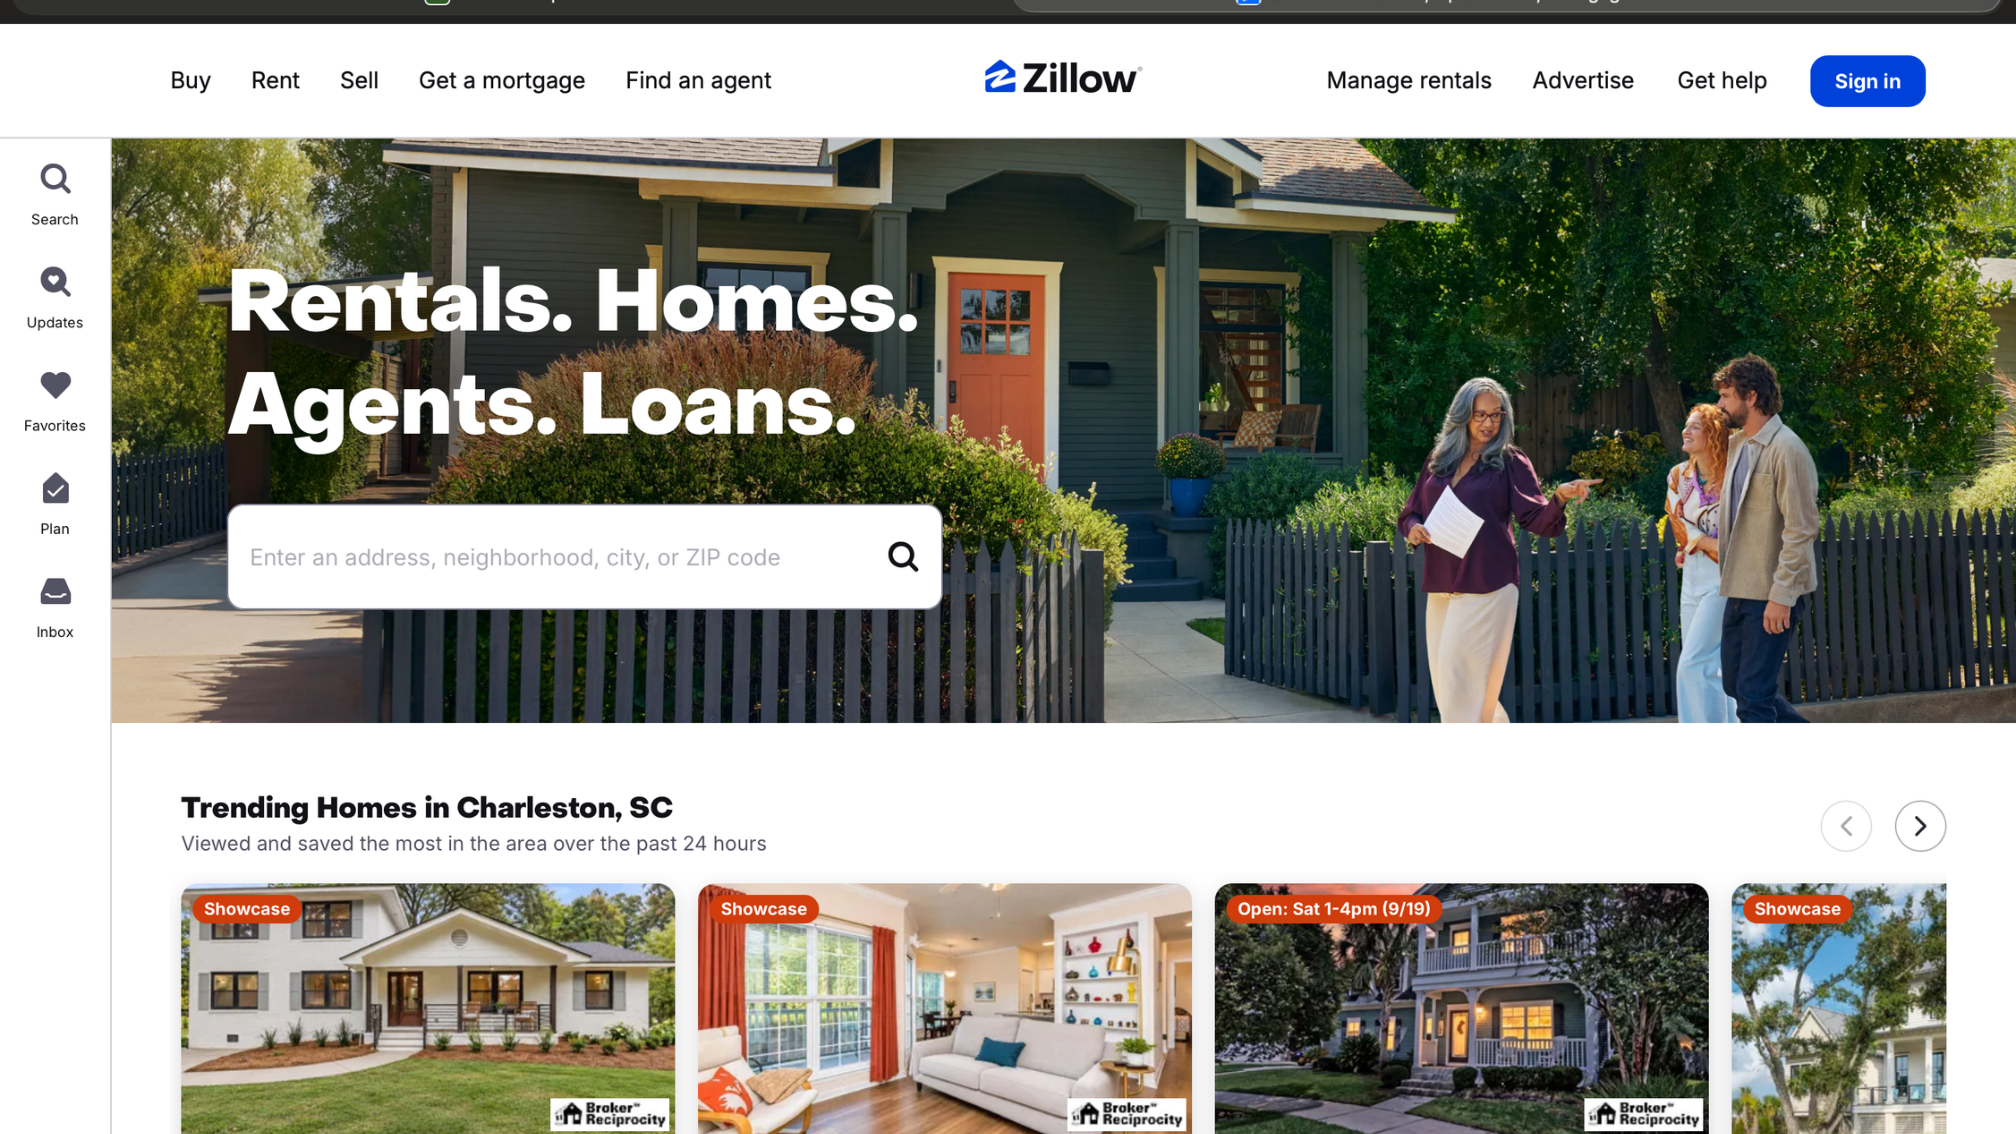 Buy Rent Sell Get a mortgage Find an agent Zillow Manage rentals Advertise Get help Sign in
Search
Updates
Favorites
Plan
Inbox
Rentals. Homes.
Agents. Loans.
Enter an address, neighborhood, city, or ZIP code
Trending Homes in Charleston, SC
Viewed and saved the most in the area over the past 24 hours
Showcase
Broker
Reciprocity
Showcase
Broker
Reciprocity
Open: Sat 1-4pm (9/19)
Broker
Reciprocity
Showcase